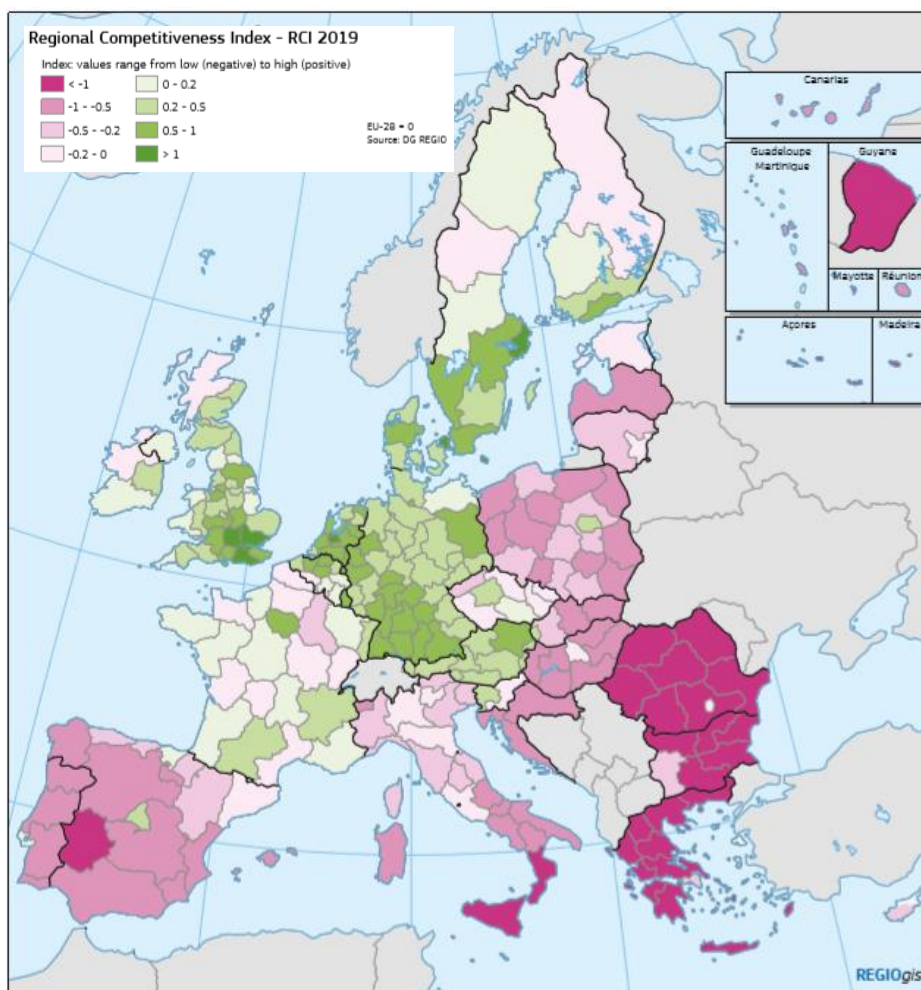 Regional Competitiveness Index - RCI 2019
Index: values range from low (negative) to high (positive)
< -1
0 - 0.2
-1 - -0.5
0.2 - 0.5
-0.5 - -0.2
0.5 - 1
-0.2 - 0
> 1
EU-28 = 0
Source: DG REGIO
Canarias
Guadeloupe
Martinique
Guyane
Mayotte
Réunion
Açores
Madeira
REGIOgis